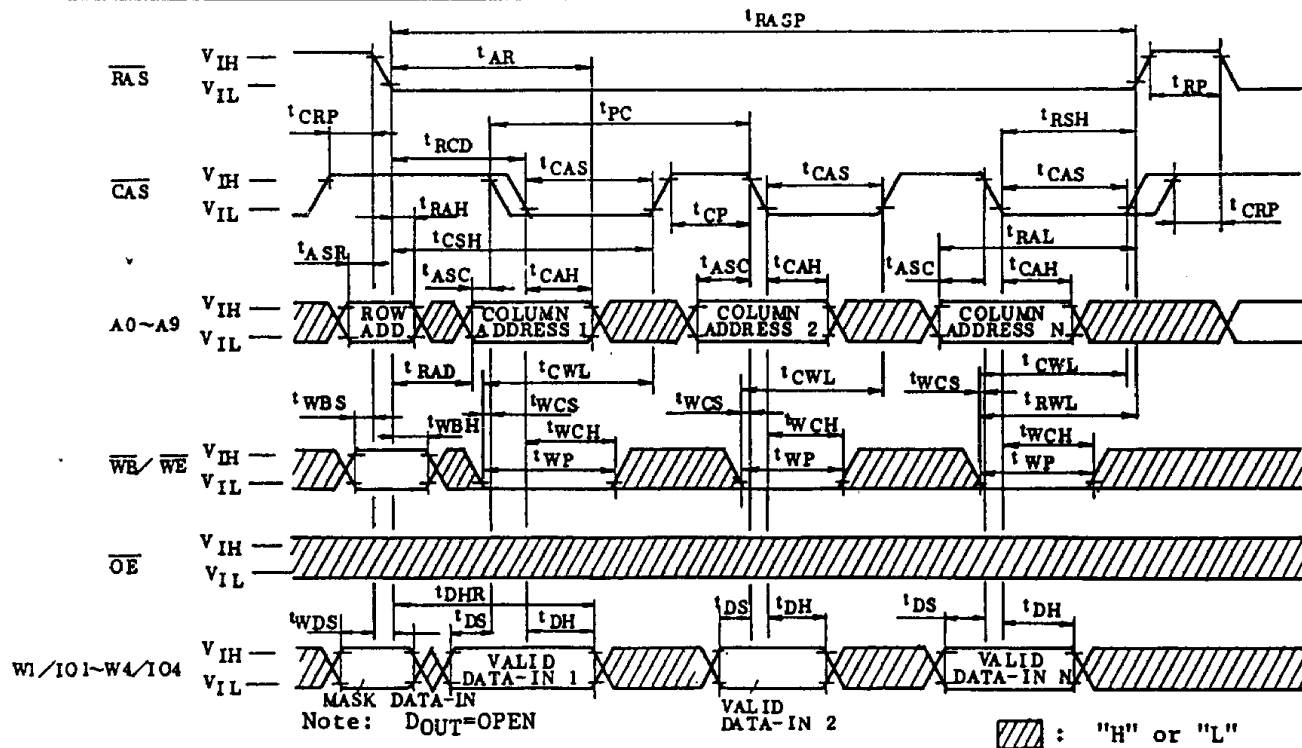 tRASP
RAS
VIH
VIL
tAR
tRP
tCRP
tPC
tRSH
tRCD
CAS
VIH
VIL
tCAS
tCAS
tCAS
tRAH
tCP
tCRP
tCSH
tRAL
tASR
tASC
tCAH
tASC
tCAH
tASC
tCAH
A0~A9
VIH
VIL
ROW
ADD.
COLUMN
ADDRESS 1
COLUMN
ADDRESS 2
COLUMN
ADDRESS N
tRAD
tCWL
tCWL
tCWL
tWBS
tWCS
tWCS
tWCS
tRWL
tWBH
tWCH
tWCH
tWCH
WB/WE
VIH
VIL
tWP
tWP
tWP
OE
VIH
VIL
tDHR
tWDS
tDS
tDH
tDS
tDH
tDS
tDH
W1/IO1~W4/IO4
VIH
VIL
VALID
DATA-IN 1
VALID
DATA-IN N
MASK DATA-IN
VALID
DATA-IN 2
Note: DOUT=OPEN
: "H" or "L"